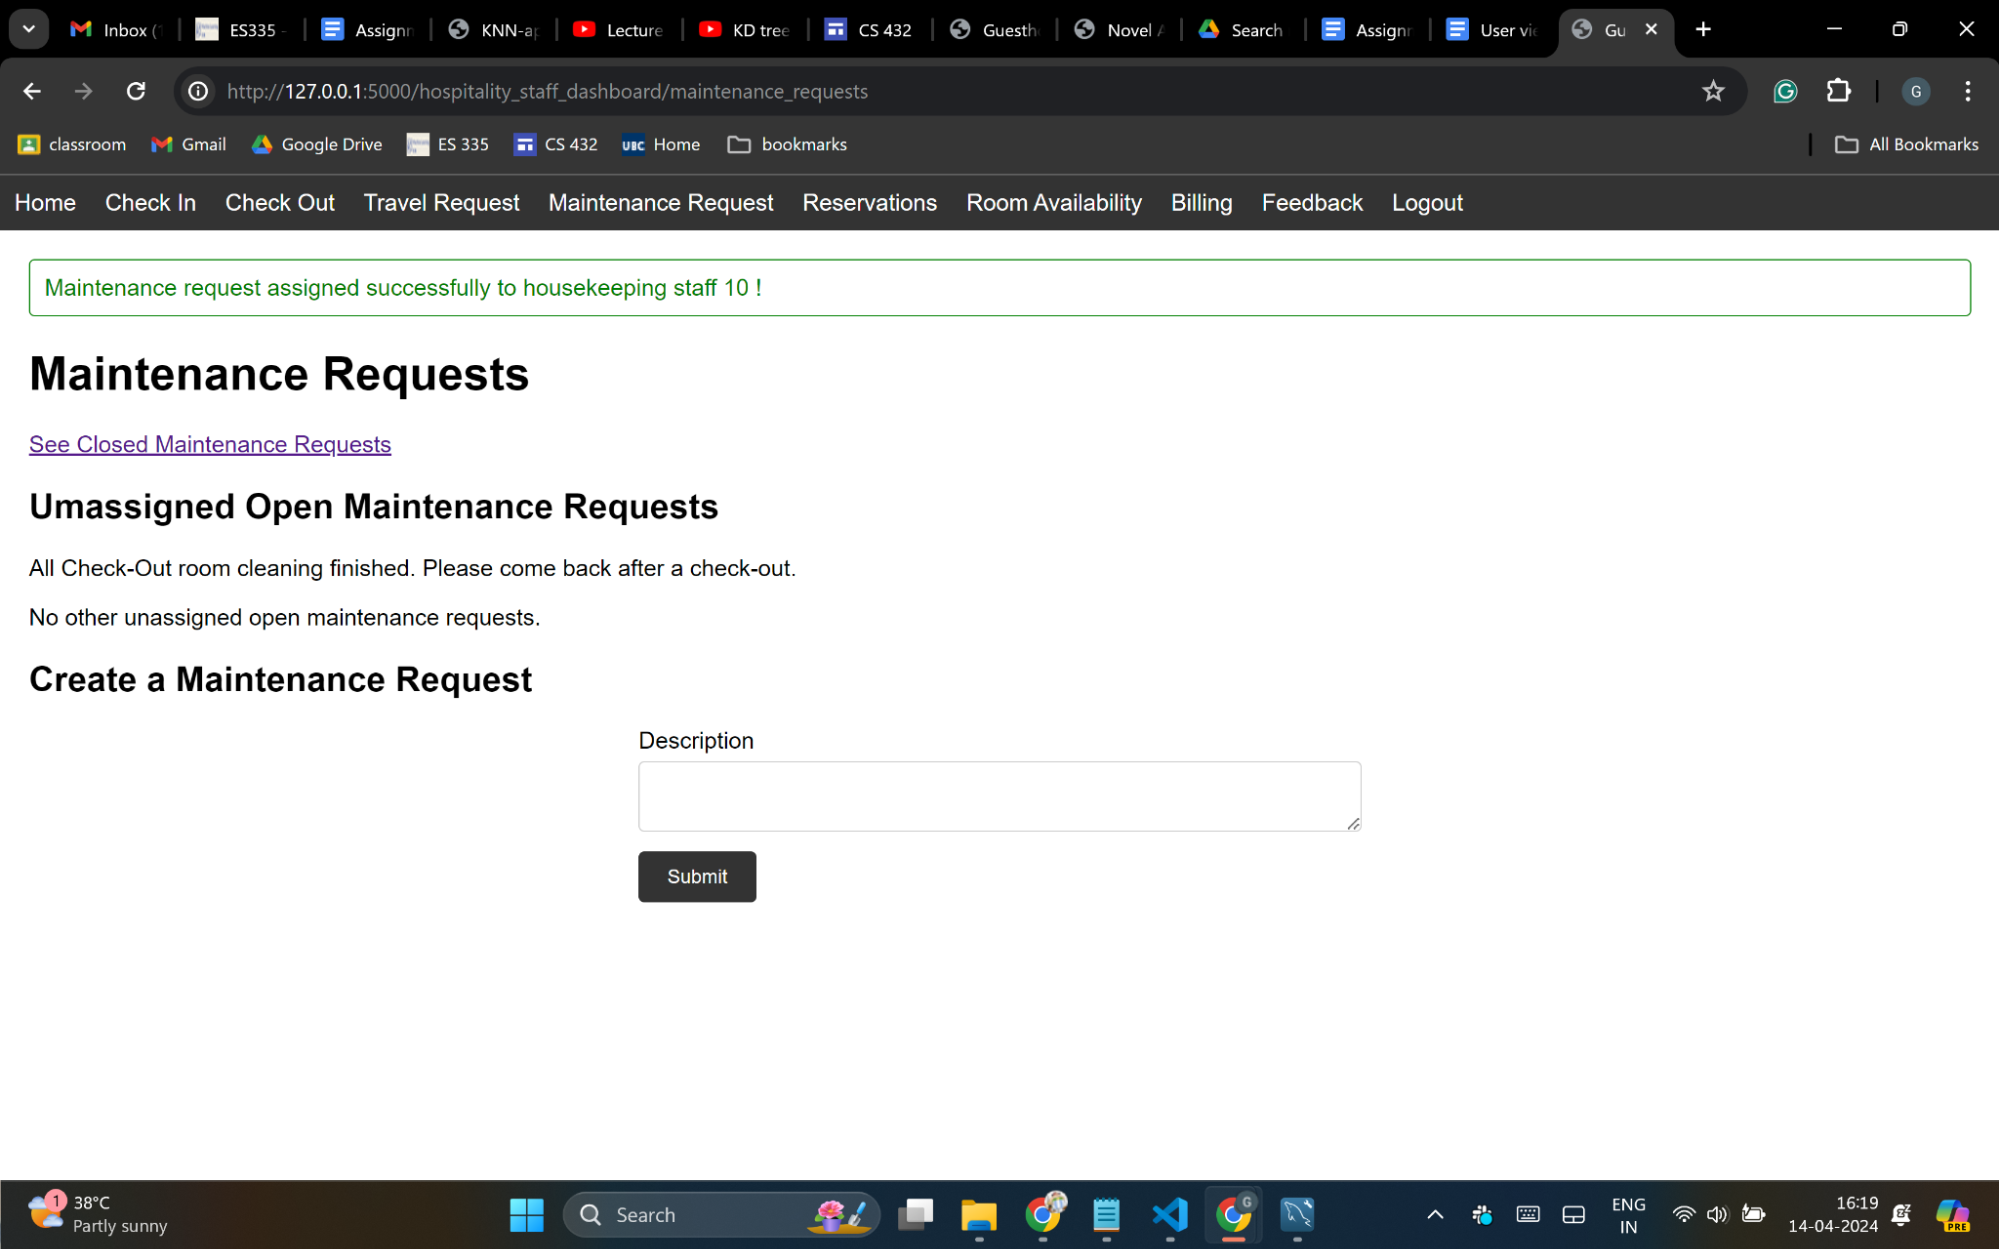 Inbox (1
ES335 -
Assignm
KNN-ap
Lecture
KD tree
CS 432
Guesth
Novel A
Search
Assignm
User vie
Gu
http://127.0.0.1:5000/hospitality_staff_dashboard/maintenance_requests
G
classroom
Gmail
Google Drive
ES 335
CS 432
UBC Home
bookmarks
All Bookmarks
Home Check In Check Out Travel Request Maintenance Request Reservations Room Availability Billing Feedback Logout
Maintenance request assigned successfully to housekeeping staff 10 !
Maintenance Requests
See Closed Maintenance Requests
Umassigned Open Maintenance Requests
All Check-Out room cleaning finished. Please come back after a check-out.
No other unassigned open maintenance requests.
Create a Maintenance Request
Description
Submit
1
38°C
Partly sunny
Search
G
ENG
IN
16:19
14-04-2024
PRE